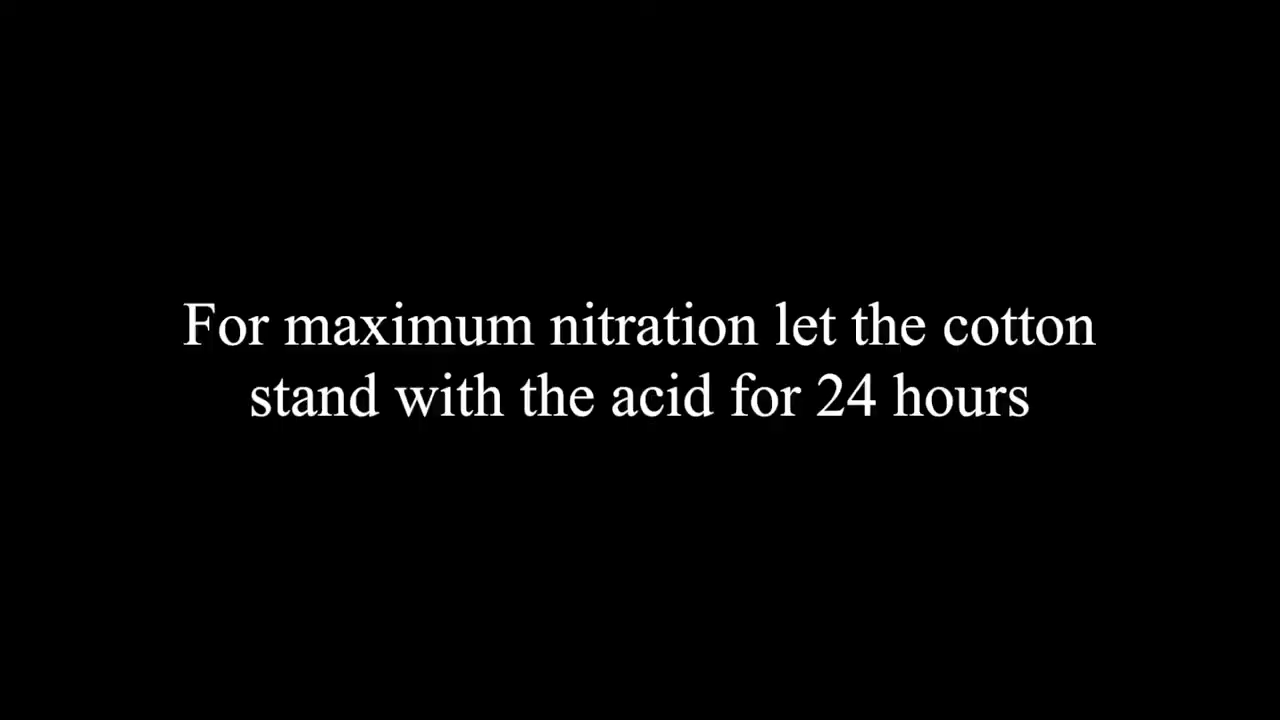 For maximum nitration let the cotton
stand with the acid for 24 hours